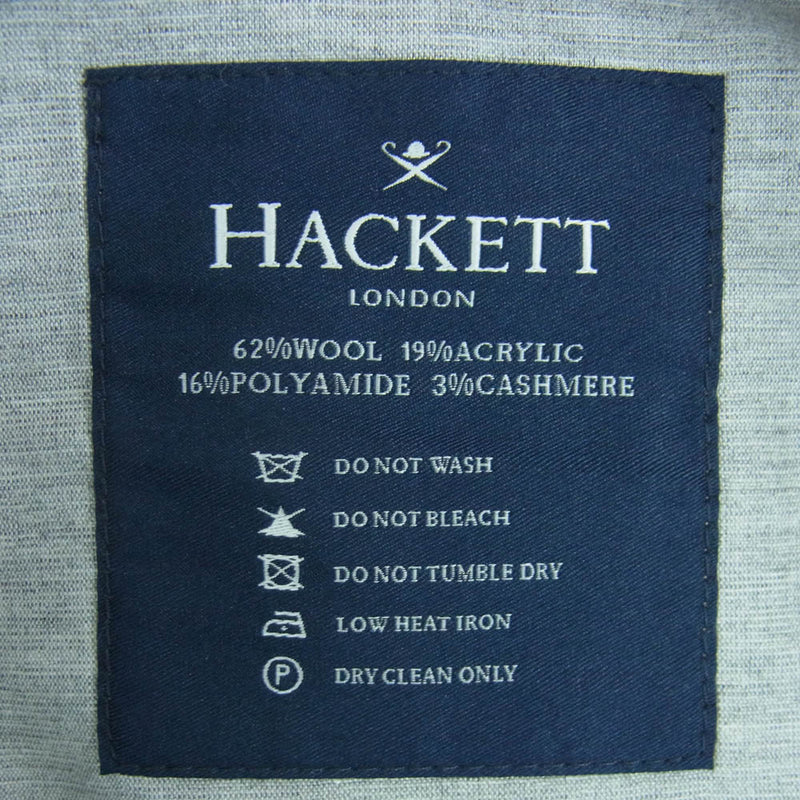 HACKETT
LONDON
62%WOOL 19%ACRYLIC
16%POLYAMIDE 3%CASHMERE
DO NOT WASH
DO NOT BLEACH
DO NOT TUMBLE DRY
LOW HEAT IRON
P DRY CLEAN ONLY